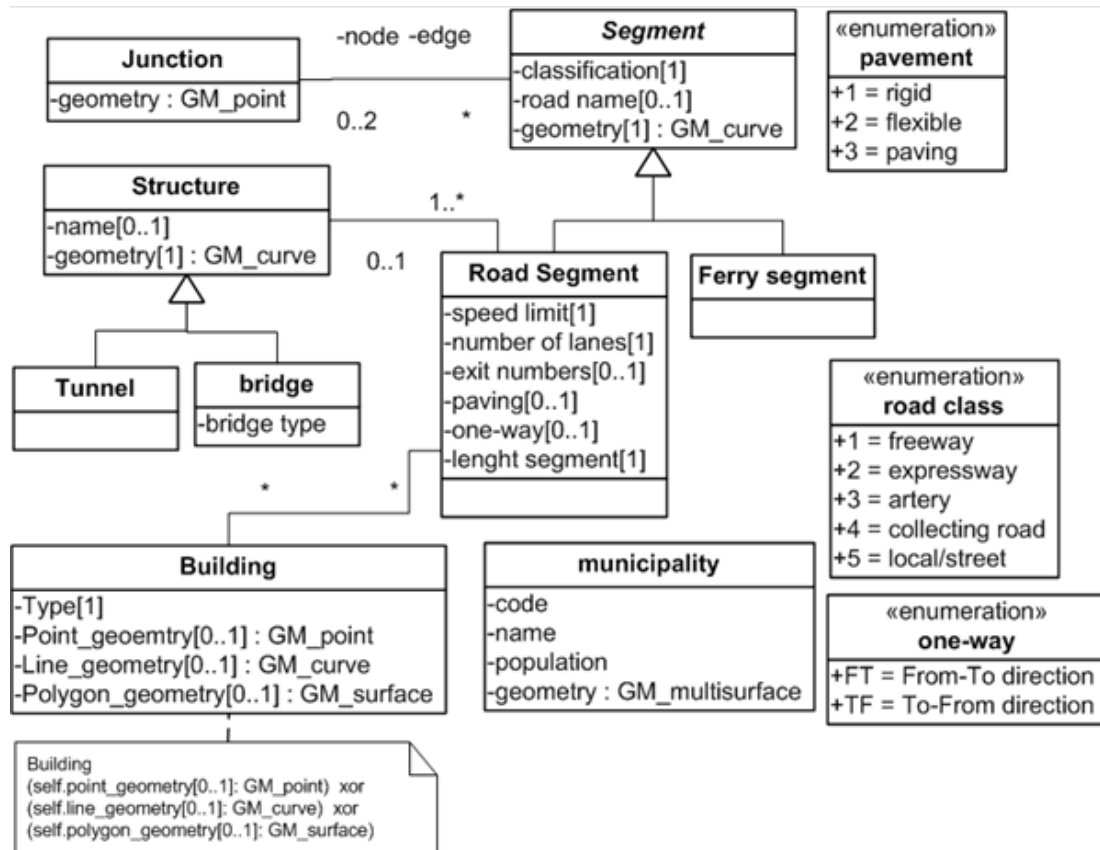 Junction
-geometry : GM_point
-node -edge
0..2
*
Segment
-classification[1]
-road name[0..1]
-geometry[1] : GM_curve
«enumeration»
pavement
+1 = rigid
+2 = flexible
+3 = paving
Structure
-name[0..1]
-geometry[1] : GM_curve
1..*
0..1
Tunnel
bridge
-bridge type
Road Segment
-speed limit[1]
-number of lanes[1]
-exit numbers[0..1]
-paving[0..1]
-one-way[0..1]
-lenght segment[1]
Ferry segment
«enumeration»
road class
+1 = freeway
+2 = expressway
+3 = artery
+4 = collecting road
+5 = local/street
*
*
Building
-Type[1]
-Point_geoemtry[0..1] : GM_point
-Line_geometry[0..1] : GM_curve
-Polygon_geometry[0..1] : GM_surface
municipality
-code
-name
-population
-geometry : GM_multisurface
«enumeration»
one-way
+FT = From-To direction
+TF = To-From direction
Building
(self.point_geometry[0..1]: GM_point) xor
(self.line_geometry[0..1]: GM_curve) xor
(self.polygon_geometry[0..1]: GM_surface)